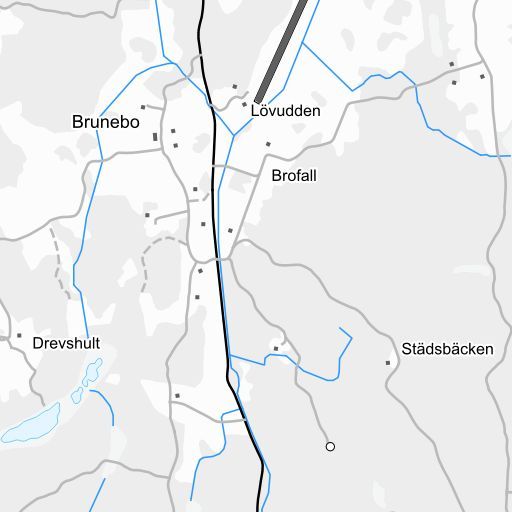 Lövudden
Brunebo
Brofall
Drevshult
Städsbäcken